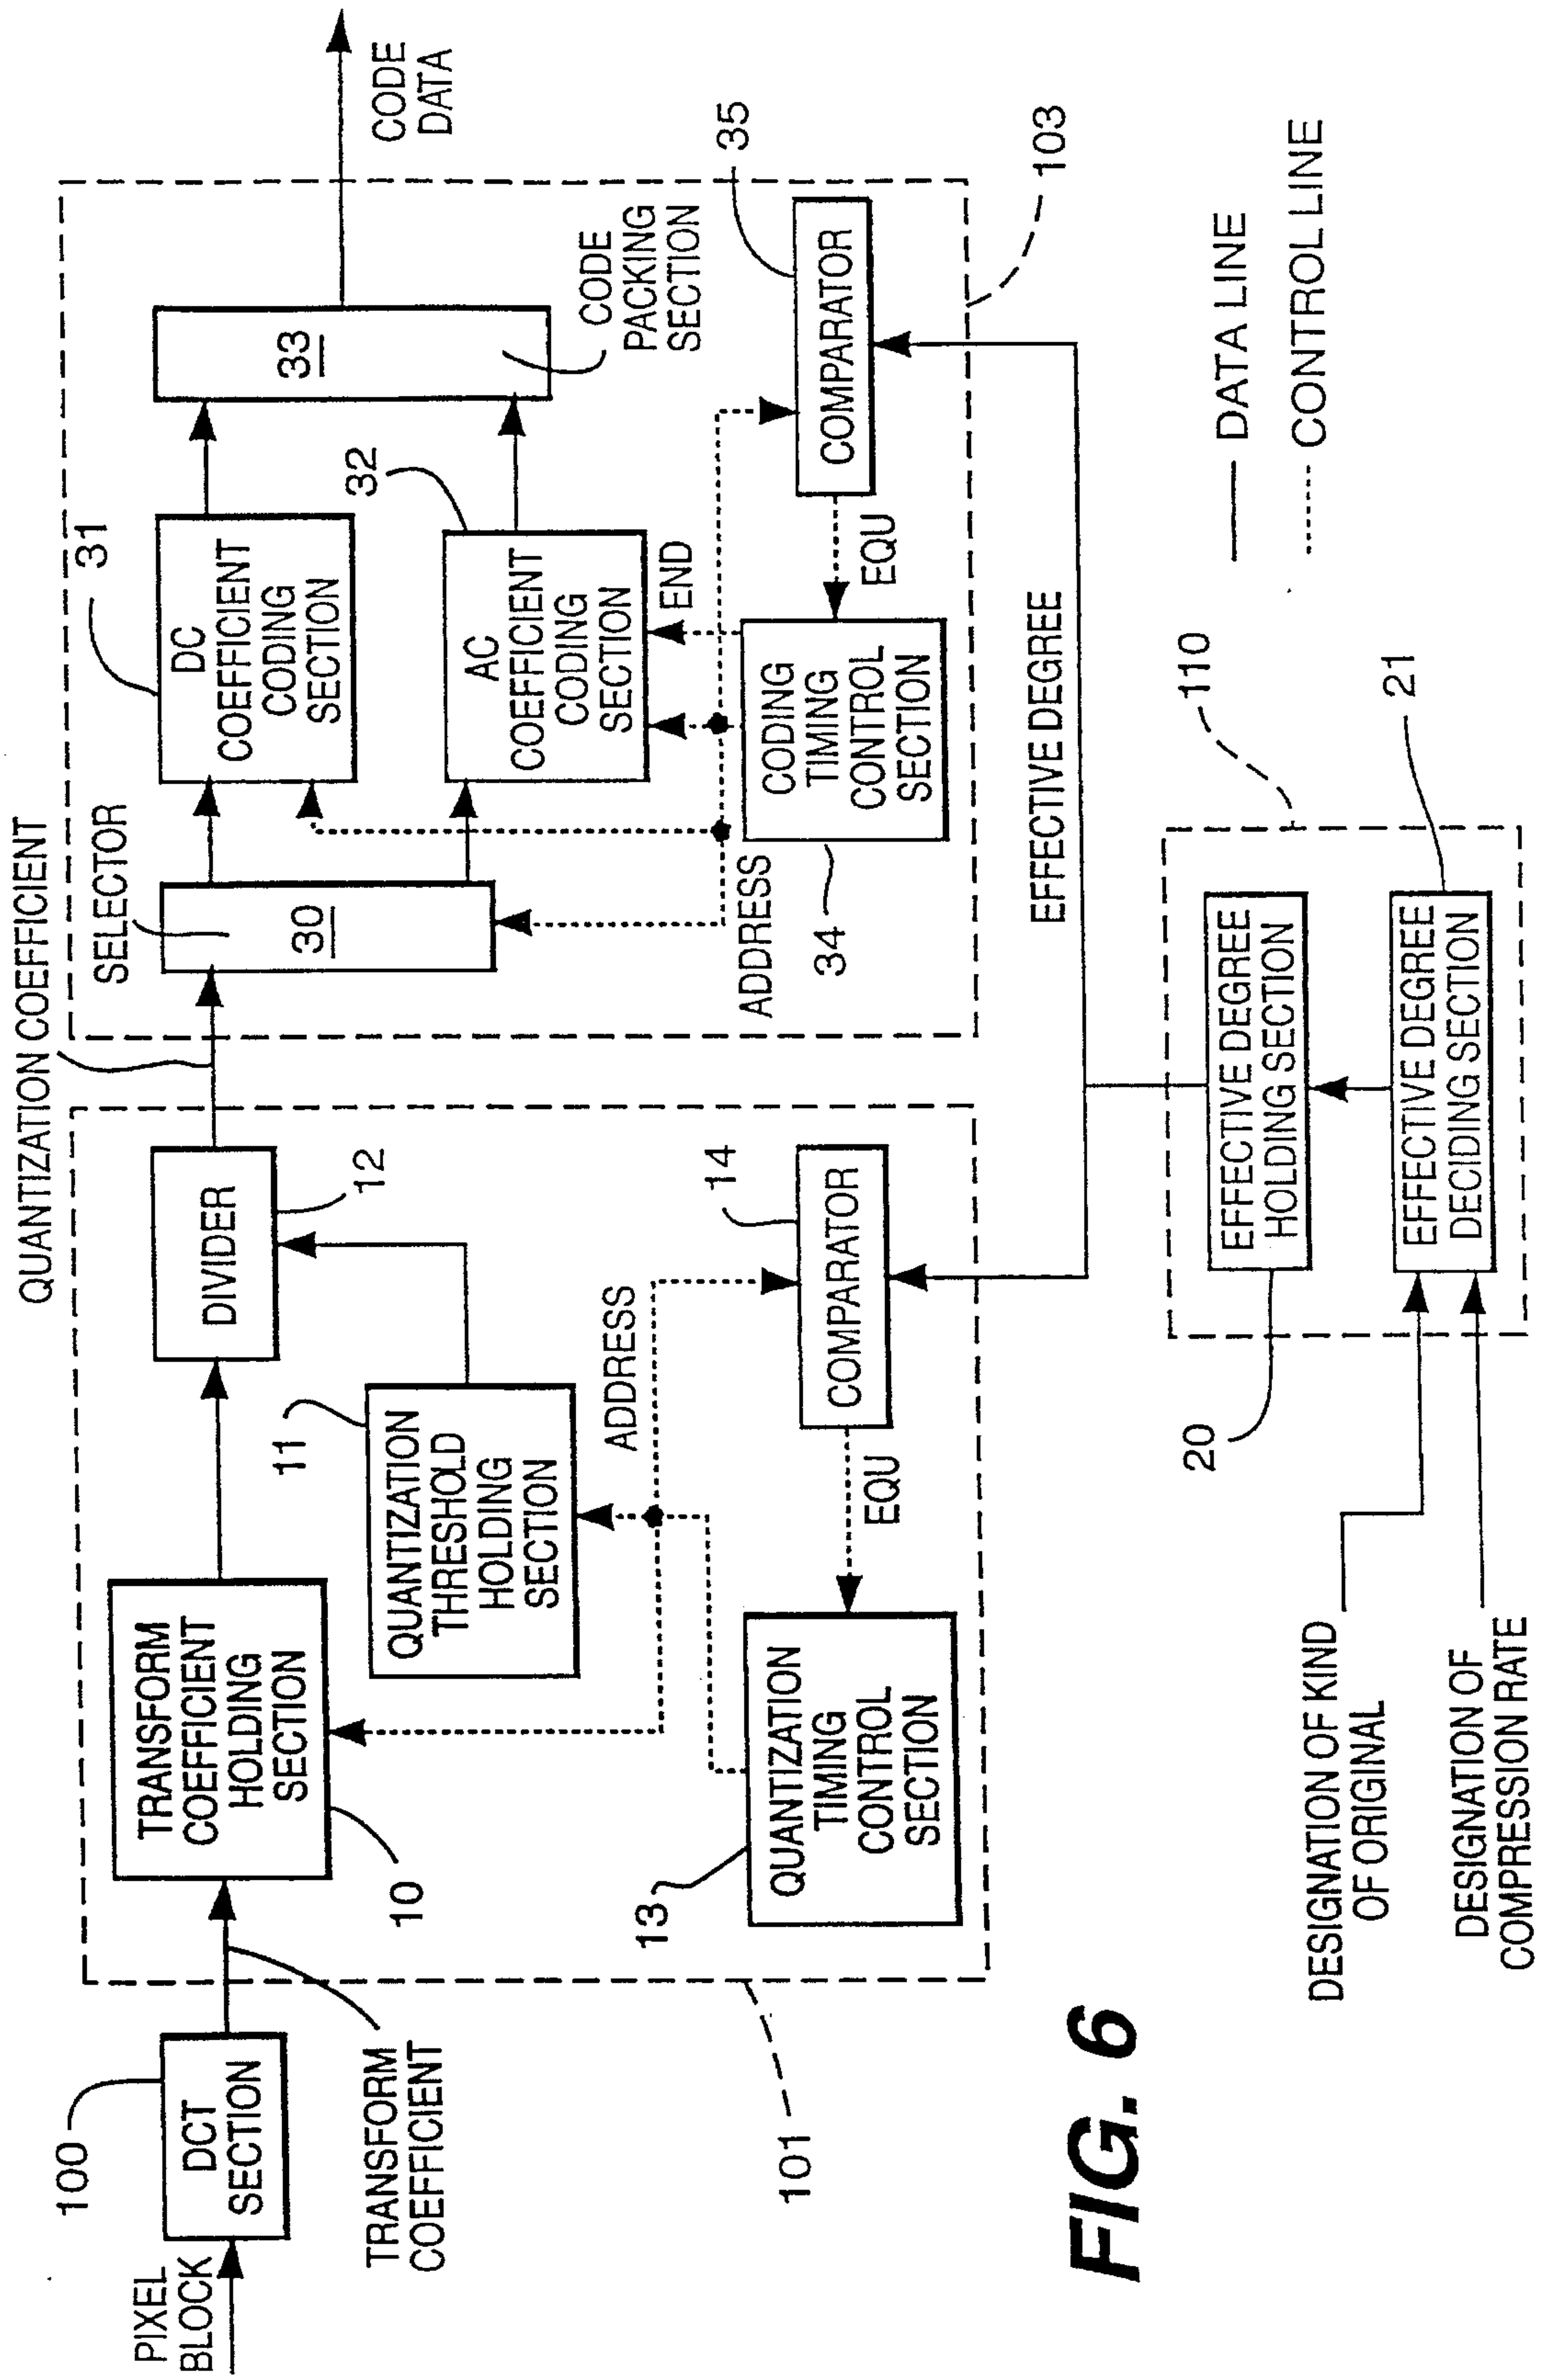 PIXEL
BLOCK
100
DCT
SECTION
TRANSFORM
COEFFICIENT
101
TRANSFORM
COEFFICIENT
HOLDING
SECTION
10
QUANTIZATION
THRESHOLD
HOLDING
SECTION
11
DIVIDER
12
QUANTIZATION COEFFICIENT
ADDRESS
13
QUANTIZATION
TIMING
CONTROL
SECTION
EQU
COMPARATOR
14
SELECTOR
30
31
DC
COEFFICIENT
CODING
SECTION
32
AC
COEFFICIENT
CODING
SECTION
33
CODE
PACKING
SECTION
CODE
DATA
ADDRESS
END
34
CODING
TIMING
CONTROL
SECTION
EQU
COMPARATOR
35
103
EFFECTIVE DEGREE
110
20
EFFECTIVE DEGREE
HOLDING SECTION
21
EFFECTIVE DEGREE
DECIDING SECTION
DESIGNATION OF KIND
OF ORIGINAL
DESIGNATION OF
COMPRESSION RATE
DATA LINE
CONTROL LINE
FIG. 6